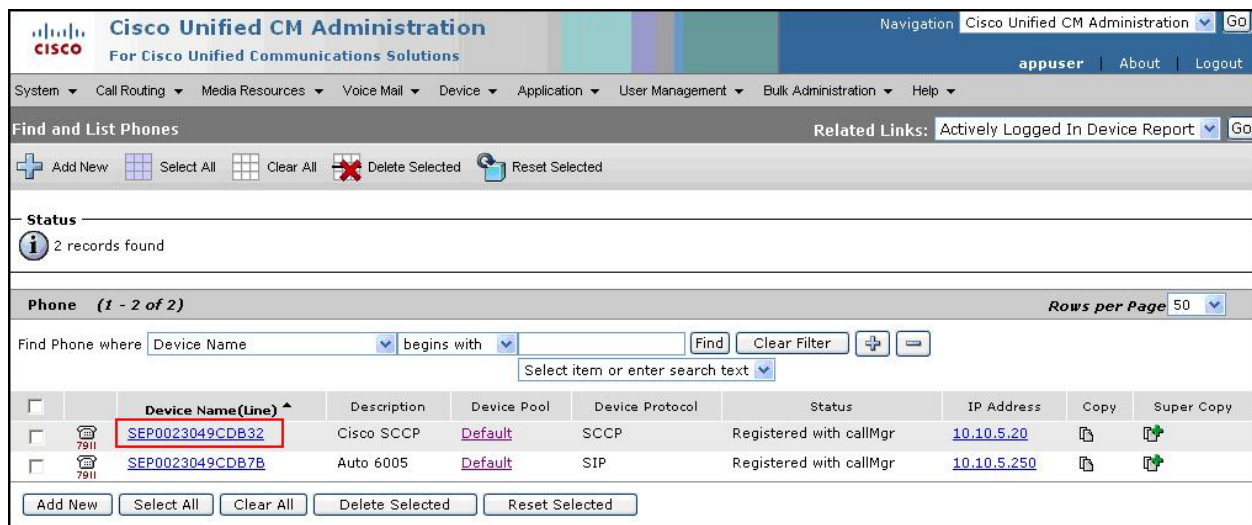 Cisco Unified CM Administration
Navigation Cisco Unified CM Administration Go
CISCO
For Cisco Unified Communications Solutions
appuser | About | Logout
System Call Routing Media Resources Voice Mail Device Application User Management Bulk Administration Help
Find and List Phones Related Links: Actively Logged In Device Report Go
Add New Select All Clear All Delete Selected Reset Selected
Status
i 2 records found
Phone (1 - 2 of 2) Rows per Page 50
Find Phone where Device Name begins with Find Clear Filter
Select item or enter search text
Device Name(Line) Description Device Pool Device Protocol Status IP Address Copy Super Copy
7911 SEP0023049CDB32 Cisco SCCP Default SCCP Registered with callMgr 10.10.5.20
7911 SEP0023049CDB7B Auto 6005 Default SIP Registered with callMgr 10.10.5.250
Add New Select All Clear All Delete Selected Reset Selected